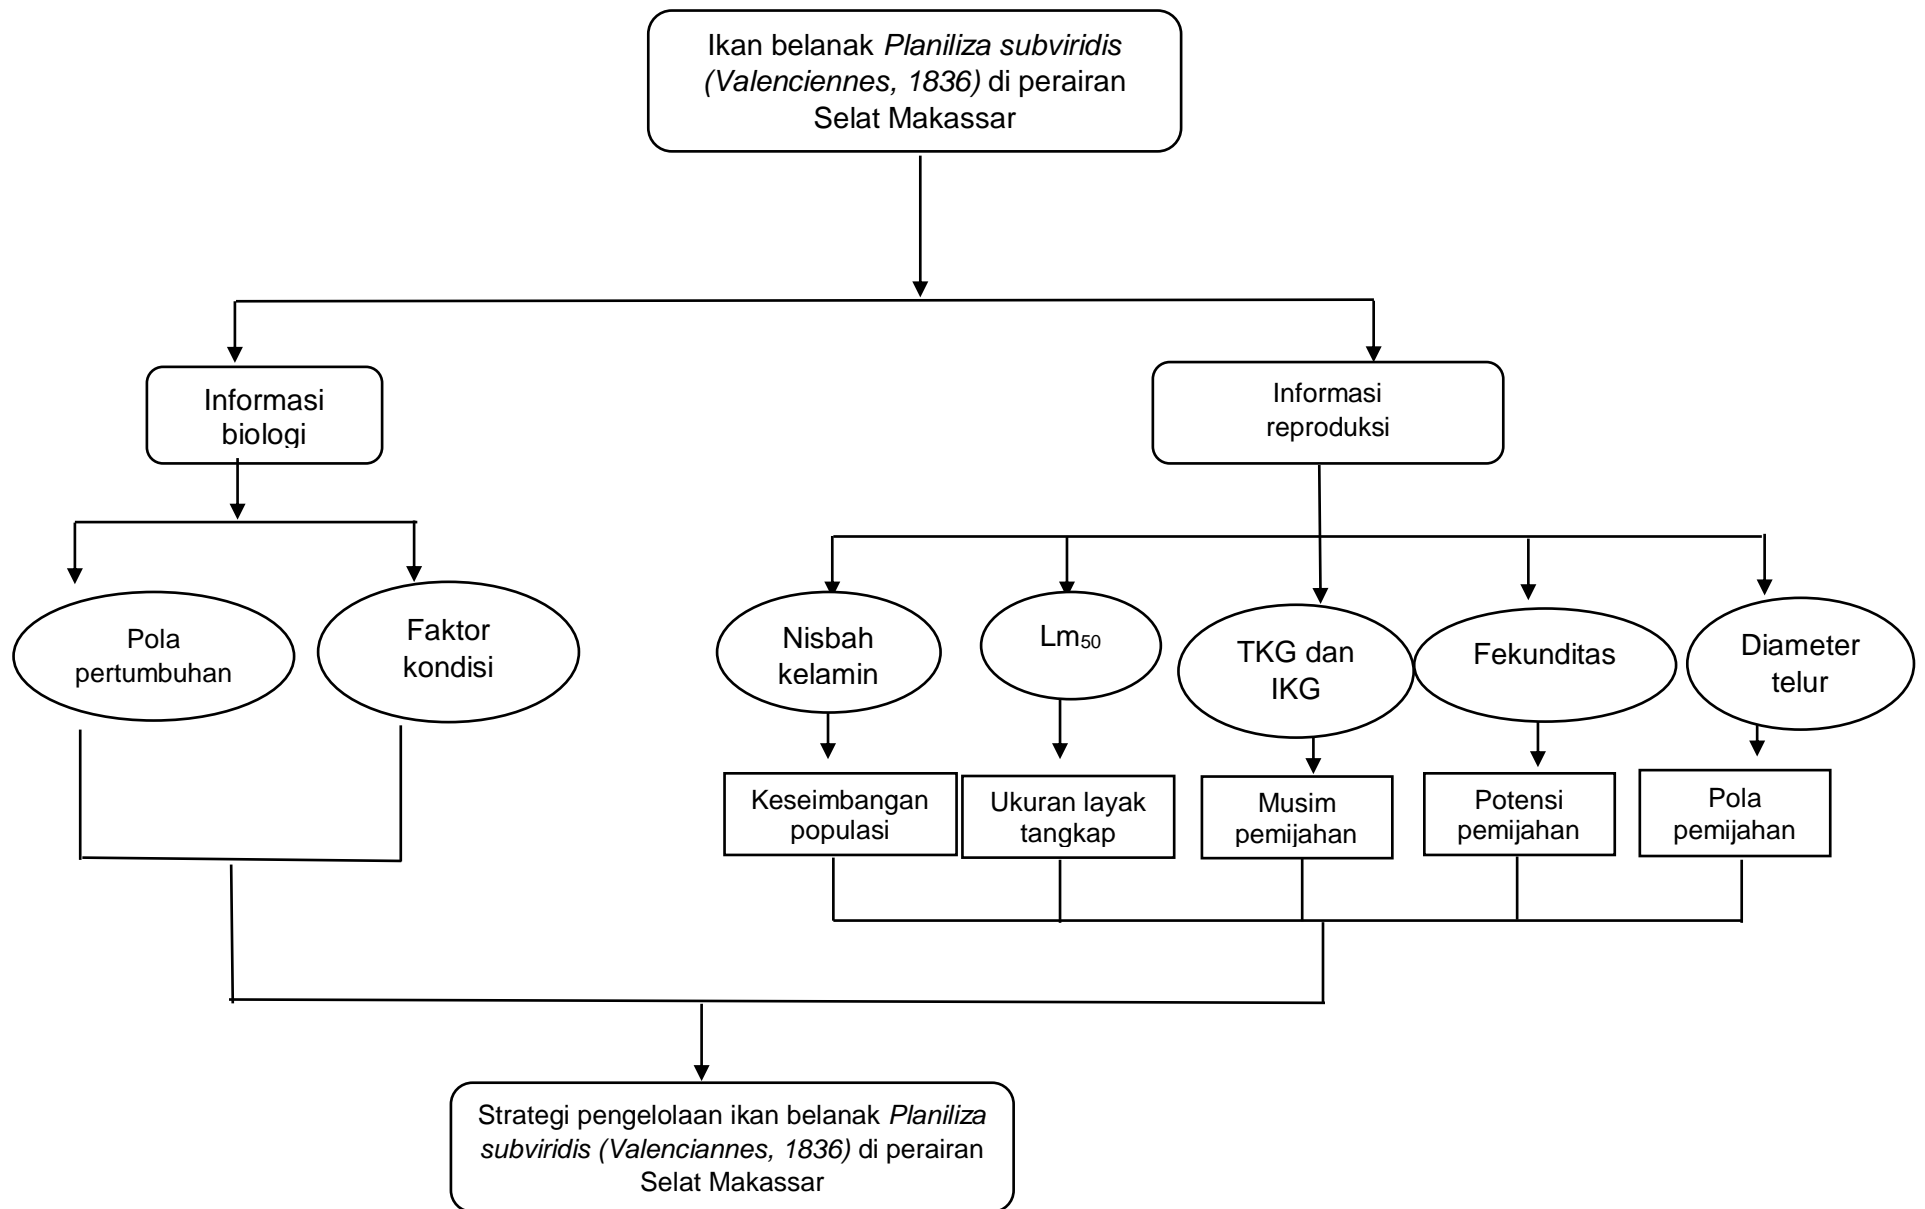 Ikan belanak Planiliza subviridis
(Valenciennes, 1836) di perairan
Selat Makassar
Informasi
biologi
Informasi
reproduksi
Pola
pertumbuhan
Faktor
kondisi
Nisbah
kelamin
Lm₅₀
TKG dan
IKG
Fekunditas
Diameter
telur
Keseimbangan
populasi
Ukuran layak
tangkap
Musim
pemijahan
Potensi
pemijahan
Pola
pemijahan
Strategi pengelolaan ikan belanak Planiliza
subviridis (Valenciannes, 1836) di perairan
Selat Makassar